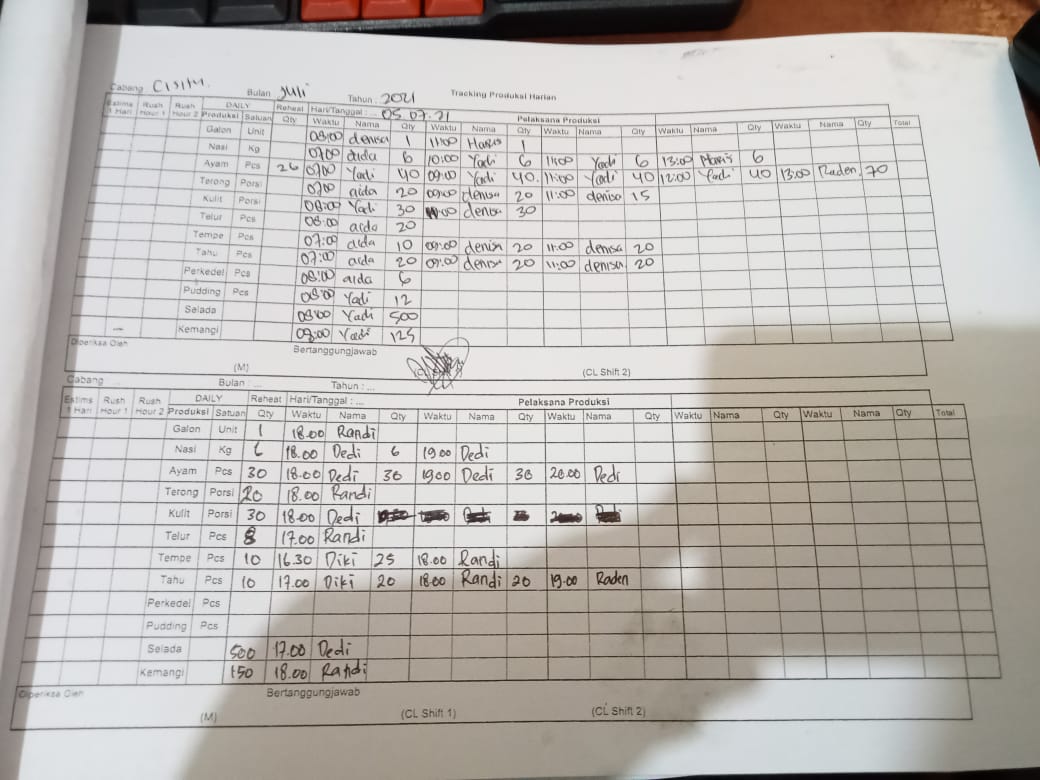 Tracking Produksi Harian
Cabang CISITU Bulan Juli Tahun : 2021
Estims 1 Hari Rush Hour 1 Rush Hour 2 DAILY Reheat Hari/Tanggal : ... 05.07.21 Pelaksana Produksi
Produksi Satuan Qty Waktu Nama Qty Waktu Nama Qty Waktu Nama Qty Waktu Nama Qty Waktu Nama Qty Total
Galon Unit 08:00 denisa 1 11:00 Haris 1
Nasi Kg 07:00 aida 6 10:00 Yadi 6 11:00 Yadi 6 13:00 Haris 6
Ayam Pcs 26 07:00 Yadi 40 09:00 Yadi 40 11:00 Yadi 40 12:00 Yadi 40 13:00 Raden 70
Terong Porsi 07:00 aida 20 09:00 denisa 20 11:00 denisa 15
Kulit Porsi 08:00 Yadi 30 denisa 30
Telur Pcs 08:00 aida 20
Tempe Pcs 07:00 aida 10 09:00 denisa 20 11:00 denisa 20
Tahu Pcs 07:00 aida 20 09:00 denisa 20 11:00 denisa 20
Perkedel Pcs 08:00 aida 6
Pudding Pcs 08:00 Yadi 12
Selada 08:00 Yadi 500
Kemangi 08:00 Yadi 125
Diperiksa Oleh Bertanggungjawab
(M) (CL Shift 2)
Cabang ... Bulan : ... Tahun : ...
Estims 1 Hari Rush Hour 1 Rush Hour 2 DAILY Reheat Hari/Tanggal : ... Pelaksana Produksi
Produksi Satuan Qty Waktu Nama Qty Waktu Nama Qty Waktu Nama Qty Waktu Nama Qty Waktu Nama Qty Total
Galon Unit 1 18.00 Randi
Nasi Kg 6 18.00 Dedi 6 19.00 Dedi
Ayam Pcs 30 18.00 Dedi 30 19.00 Dedi 30 20.00 Dedi
Terong Porsi 20 18.00 Randi
Kulit Porsi 30 18.00 Dedi
Telur Pcs 8 17.00 Randi
Tempe Pcs 10 16.30 Diki 25 18.00 Randi
Tahu Pcs 10 17.00 Diki 20 18.00 Randi 20 19.00 Raden
Perkedel Pcs
Pudding Pcs
Selada 500 17.00 Dedi
Kemangi 150 18.00 Randi
Diperiksa Oleh Bertanggungjawab
(M) (CL Shift 1) (CL Shift 2)